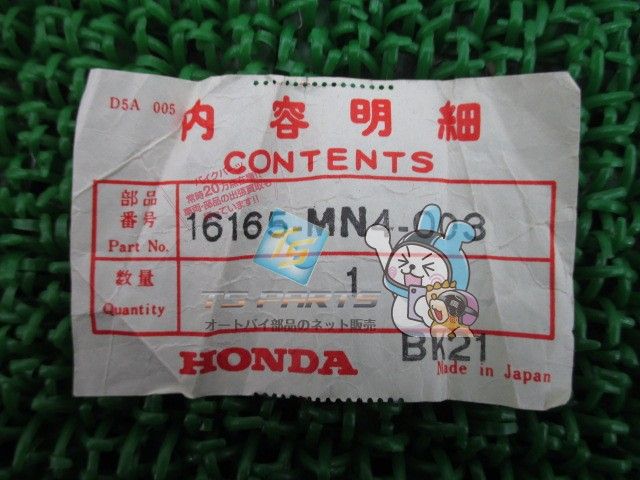 D5A 005
内容明細
CONTENTS
部品
番号
Part No.
16165-MN4-008
数量
Quantity
1
TS PARTS
オートバイ部品のネット販売
BK21
HONDA
Made in Japan